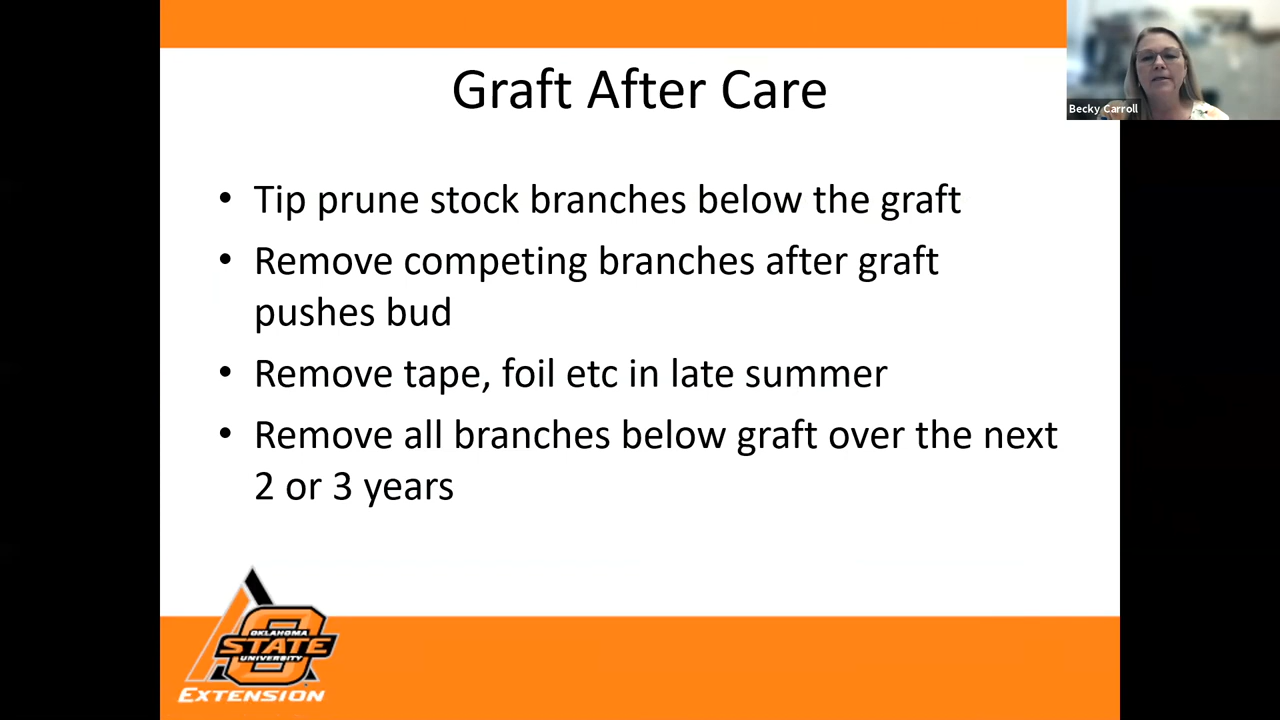 Graft After Care
Becky Carroll
• Tip prune stock branches below the graft
• Remove competing branches after graft
pushes bud
• Remove tape, foil etc in late summer
• Remove all branches below graft over the next
2 or 3 years
OKLAHOMA
STATE
UNIVERSITY
EXTENSION